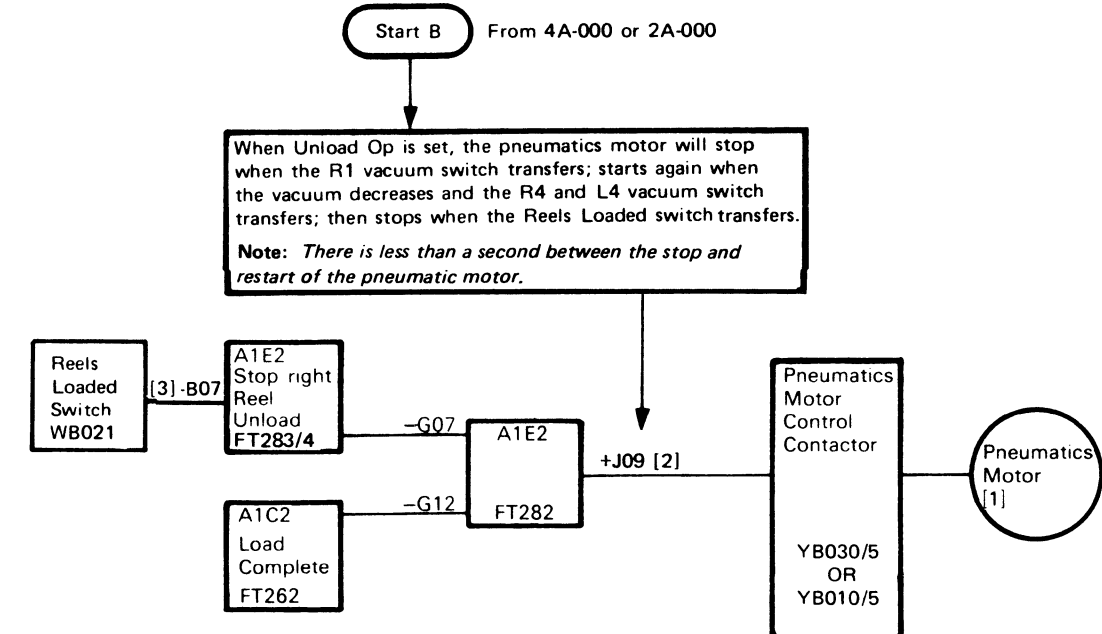 Start B
From 4A-000 or 2A-000
When Unload Op is set, the pneumatics motor will stop
when the R1 vacuum switch transfers; starts again when
the vacuum decreases and the R4 and L4 vacuum switch
transfers; then stops when the Reels Loaded switch transfers.
Note: There is less than a second between the stop and
restart of the pneumatic motor.
Reels
Loaded
Switch
WB021
[3] -B07
A1E2
Stop right
Reel
Unload
FT283/4
—G07
A1C2
Load
Complete
FT262
—G12
A1E2
FT282
+J09 [2]
Pneumatics
Motor
Control
Contactor
YB030/5
OR
YB010/5
Pneumatics
Motor
[1]